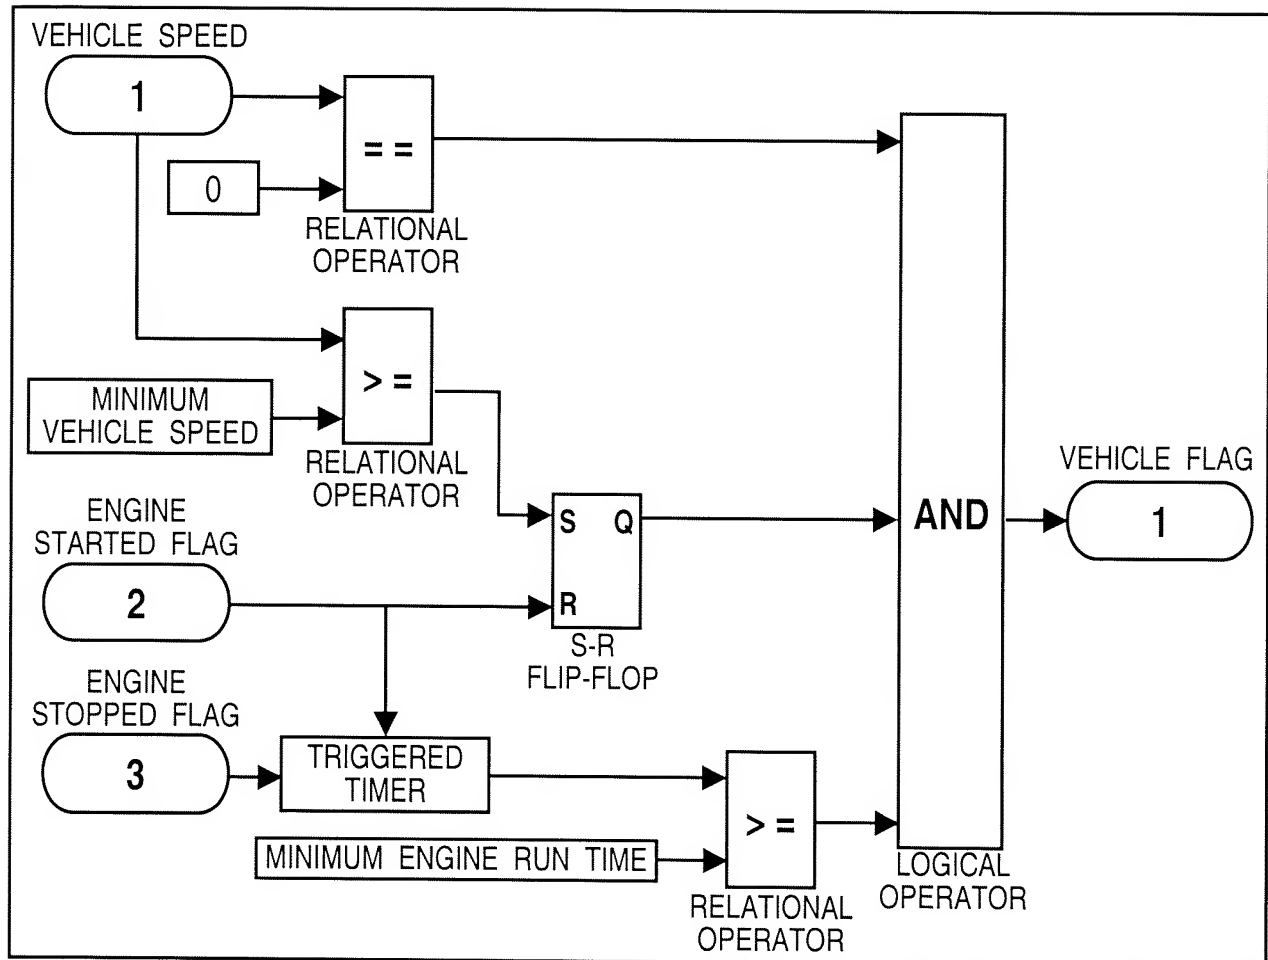 VEHICLE SPEED
1
= =
0
RELATIONAL
OPERATOR
> =
MINIMUM
VEHICLE SPEED
RELATIONAL
OPERATOR
ENGINE
STARTED FLAG
2
S Q
R
S-R
FLIP-FLOP
AND
VEHICLE FLAG
1
ENGINE
STOPPED FLAG
3
TRIGGERED
TIMER
> =
MINIMUM ENGINE RUN TIME
RELATIONAL
OPERATOR
LOGICAL
OPERATOR